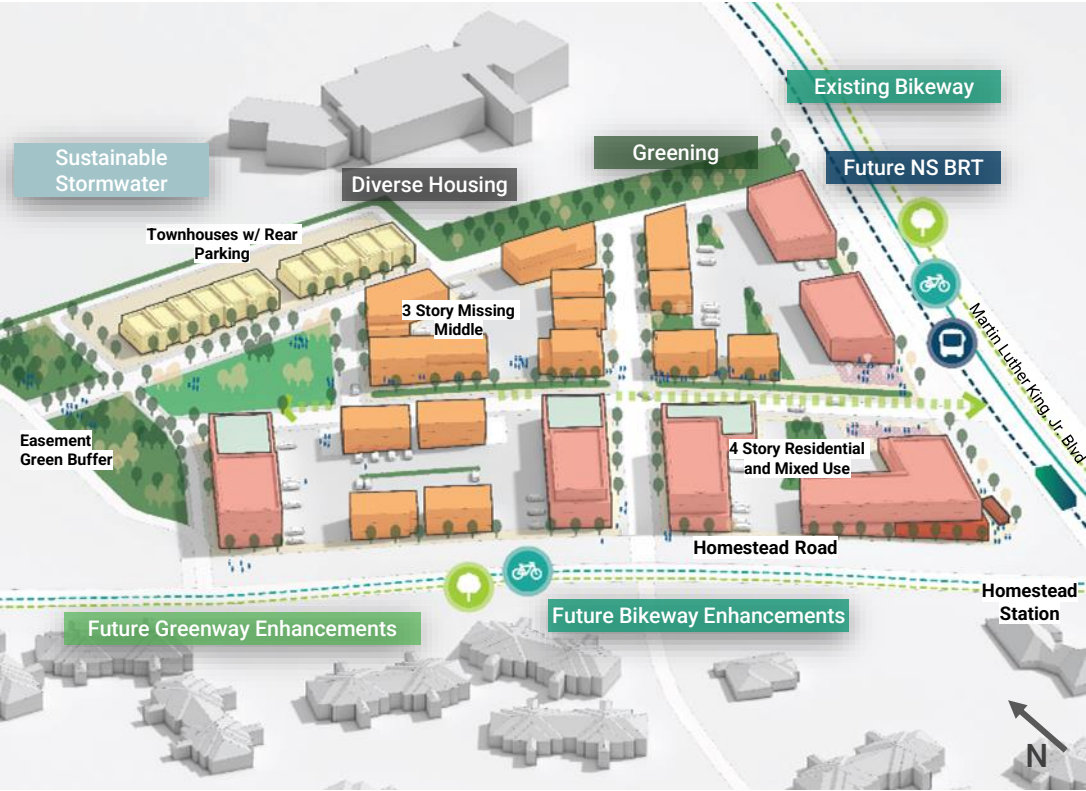 Existing Bikeway
Sustainable
Stormwater
Greening
Diverse Housing
Future NS BRT
Townhouses w/ Rear
Parking
3 Story Missing
Middle
Martin Luther King, Jr. Blvd
Easement
Green Buffer
4 Story Residential
and Mixed Use
Homestead Road
Homestead
Station
Future Greenway Enhancements
Future Bikeway Enhancements
N